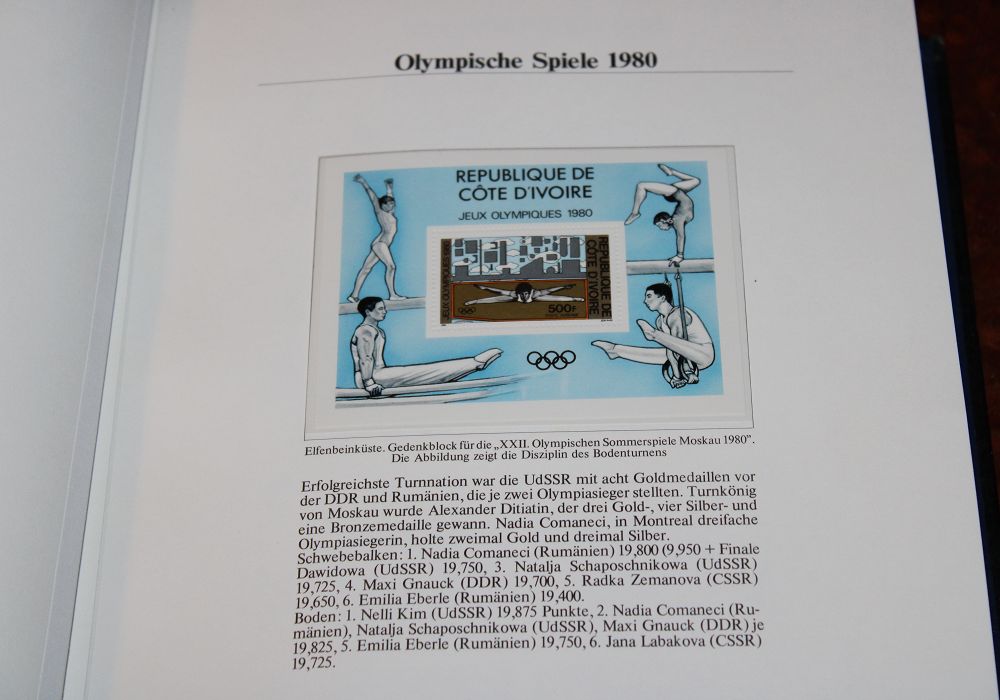 Olympische Spiele 1980
REPUBLIQUE DE
CÔTE D'IVOIRE
JEUX OLYMPIQUES 1980
JEUX OLYMPIQUES
REPUBLIQUE DE
CÔTE D'IVOIRE
500F
Elfenbeinküste. Gedenkblock für die „XXII. Olympischen Sommerspiele Moskau 1980".
Die Abbildung zeigt die Disziplin des Bodenturnens
Erfolgreichste Turnnation war die UdSSR mit acht Goldmedaillen vor
der DDR und Rumänien, die je zwei Olympiasieger stellten. Turnkönig
von Moskau wurde Alexander Ditiatin, der drei Gold-, vier Silber- und
eine Bronzemedaille gewann. Nadia Comaneci, in Montreal dreifache
Olympiasiegerin, holte zweimal Gold und dreimal Silber.
Schwebebalken: 1. Nadia Comaneci (Rumänien) 19,800 (9,950 + Finale
Dawidowa (UdSSR) 19,750, 3. Natalja Schaposchnikowa (UdSSR)
19,725, 4. Maxi Gnauck (DDR) 19,700, 5. Radka Zemanova (CSSR)
19,650, 6. Emilia Eberle (Rumänien) 19,400.
Boden: 1. Nelli Kim (UdSSR) 19,875 Punkte, 2. Nadia Comaneci (Ru-
mänien), Natalja Schaposchnikowa (UdSSR), Maxi Gnauck (DDR) je
19,825, 5. Emilia Eberle (Rumänien) 19,750, 6. Jana Labakova (CSSR)
19,725.